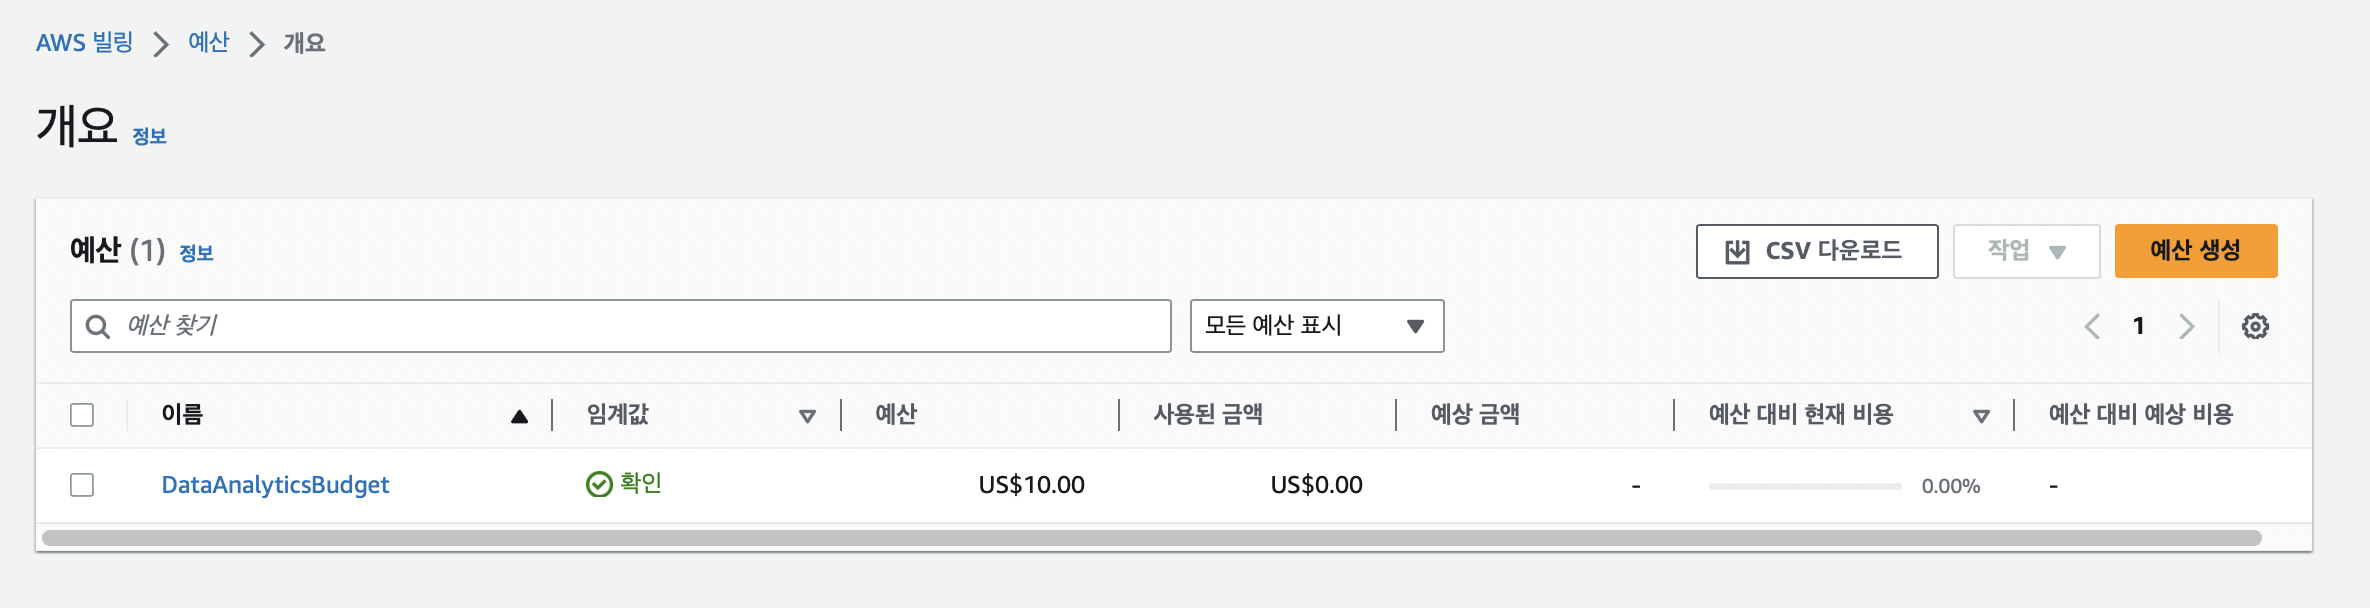 AWS 빌링 > 예산 > 개요
개요 정보
예산 (1) 정보
CSV 다운로드 작업 예산 생성
예산 찾기 모든 예산 표시 1
이름 임계값 예산 사용된 금액 예상 금액 예산 대비 현재 비용 예산 대비 예상 비용
DataAnalyticsBudget 확인 US$10.00 US$0.00 - 0.00% -